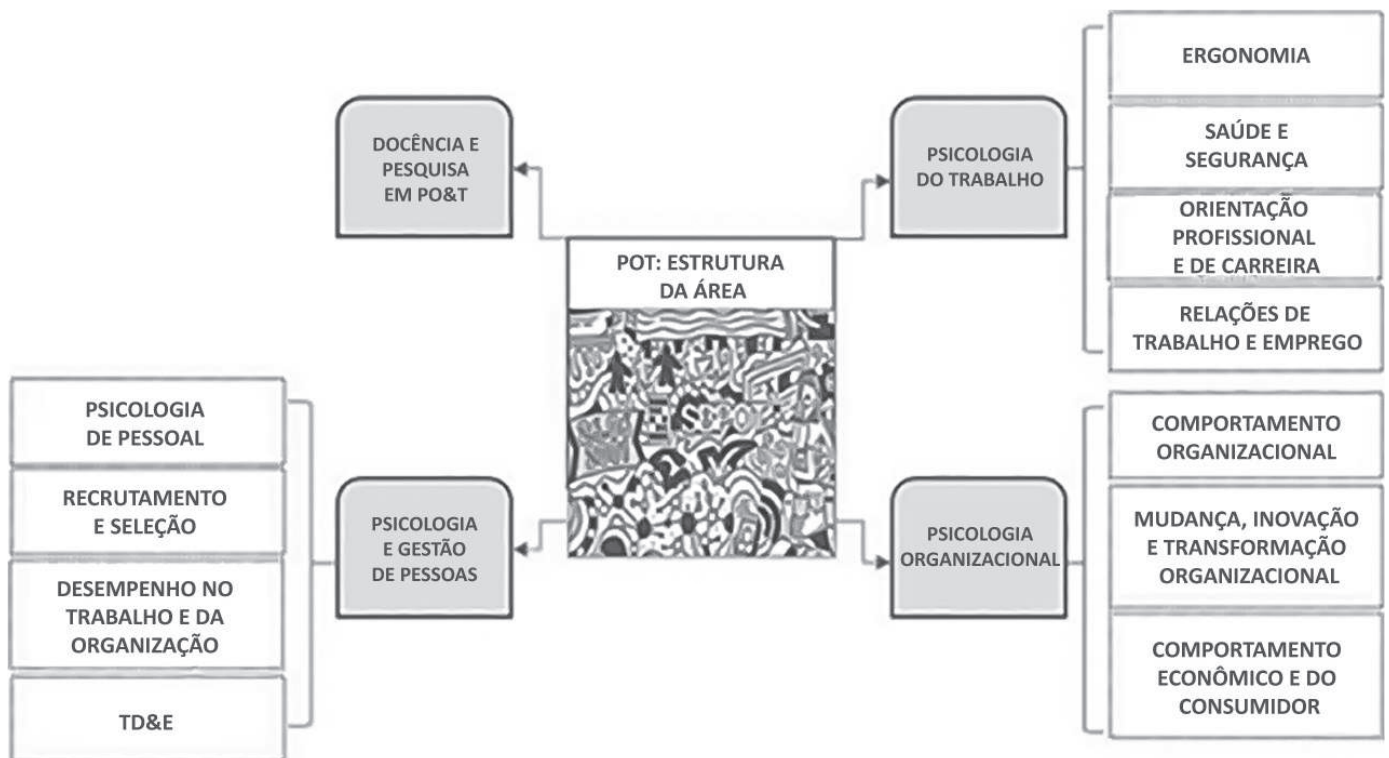 DOCÊNCIA E
PESQUISA
EM PO&T
PSICOLOGIA
DO TRABALHO
ERGONOMIA
SAÚDE E
SEGURANÇA
ORIENTAÇÃO
PROFISSIONAL
E DE CARREIRA
RELAÇÕES DE
TRABALHO E EMPREGO
POT: ESTRUTURA
DA ÁREA
PSICOLOGIA
DE PESSOAL
RECRUTAMENTO
E SELEÇÃO
DESEMPENHO NO
TRABALHO E DA
ORGANIZAÇÃO
TD&E
PSICOLOGIA
E GESTÃO
DE PESSOAS
PSICOLOGIA
ORGANIZACIONAL
COMPORTAMENTO
ORGANIZACIONAL
MUDANÇA, INOVAÇÃO
E TRANSFORMAÇÃO
ORGANIZACIONAL
COMPORTAMENTO
ECONÔMICO E DO
CONSUMIDOR